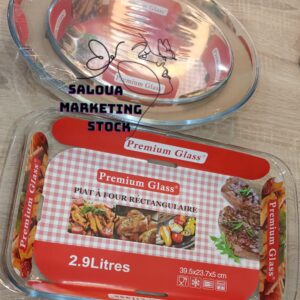 Premium Glass
SALOUA
MARKETING
STOCK
Premium Glass®
Premium Glass®
PLAT À FOUR RECTANGULAIRE
Premium Glass
Premium Glass
2.9Litres
39.5x23.7x5 cm